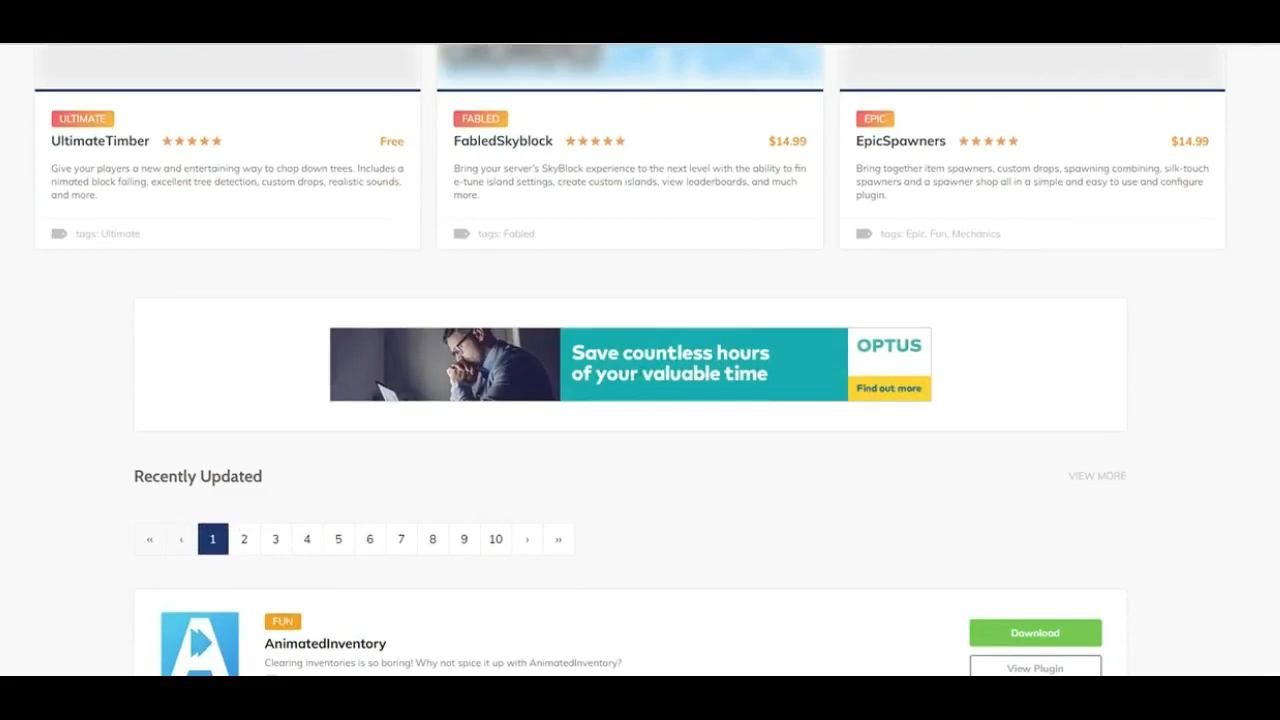 ULTIMATE
UltimateTimber
Free
Give your players a new and entertaining way to chop down trees. Includes a
nimated block falling, excellent tree detection, custom drops, realistic sounds,
and more.
tags: Ultimate
FABLED
FabledSkyblock
$14.99
Bring your server's SkyBlock experience to the next level with the ability to fin
e-tune island settings, create custom islands, view leaderboards, and much
more.
tags: Fabled
EPIC
EpicSpawners
$14.99
Bring together item spawners, custom drops, spawning combining, silk-touch
spawners and a spawner shop all in a simple and easy to use and configure
plugin.
tags: Epic, Fun, Mechanics
Save countless hours
of your valuable time
OPTUS
Find out more
Recently Updated
VIEW MORE
« ‹ 1 2 3 4 5 6 7 8 9 10 › »
FUN
AnimatedInventory
Clearing inventories is so boring! Why not spice it up with AnimatedInventory?
Download
View Plugin